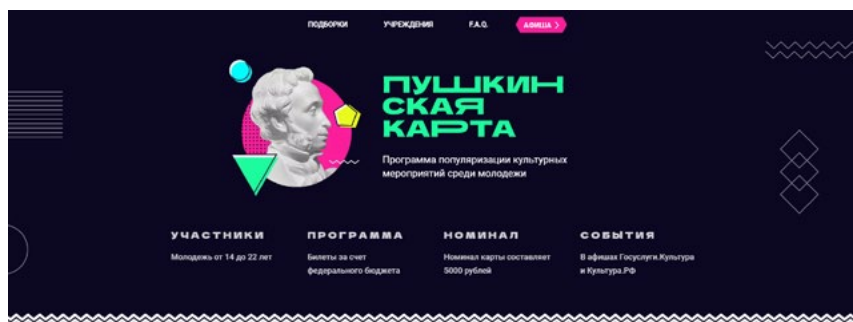 ПОДБОРКИ УЧРЕЖДЕНИЯ F.A.Q. АФИША
ПУШКИН
СКАЯ
КАРТА
Программа популяризации культурных
мероприятий среди молодежи
УЧАСТНИКИ
Молодежь от 14 до 22 лет
ПРОГРАММА
Билеты за счет
федерального бюджета
НОМИНАЛ
Номинал карты составляет
5000 рублей
СОБЫТИЯ
В афишах Госуслуги.Культура
и Культура.РФ